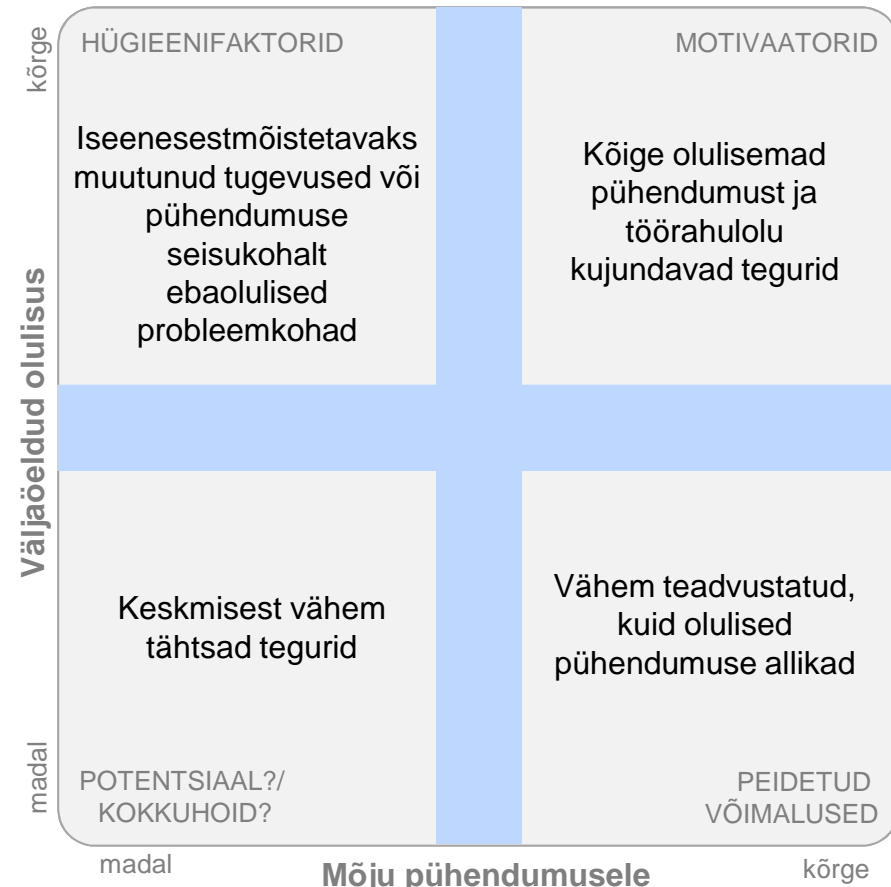 kõrge
HÜGIEENIFAKTORID
Iseenesestmõistetavaks
muutunud tugevused või
pühendumuse
seisukohalt
ebaolulised
probleemkohad
MOTIVAATORID
Kõige olulisemad
pühendumust ja
töörahulolu
kujundavad tegurid
Väljaöeldud olulisus
Keskmisest vähem
tähtsad tegurid
POTENTSIAAL?/
KOKKUHOID?
Vähem teadvustatud,
kuid olulised
pühendumuse allikad
PEIDETUD
VÕIMALUSED
madal
madal
Mõju pühendumusele
kõrge